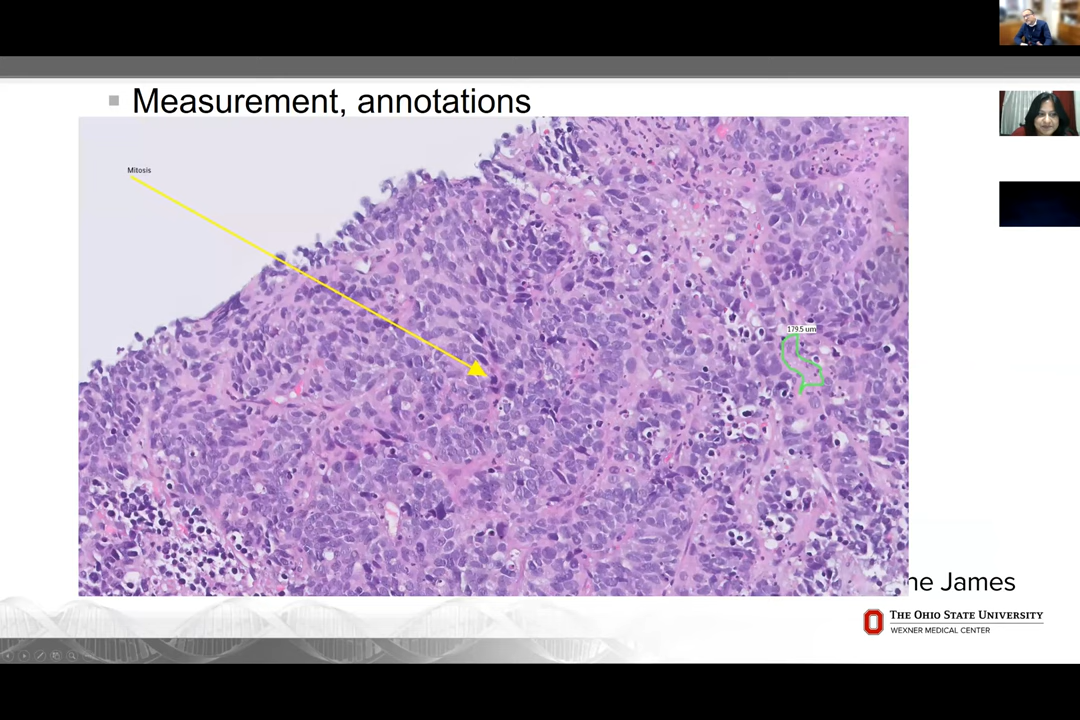 Measurement, annotations
Mitosis
179.5 um
he James
THE OHIO STATE UNIVERSITY
WEXNER MEDICAL CENTER